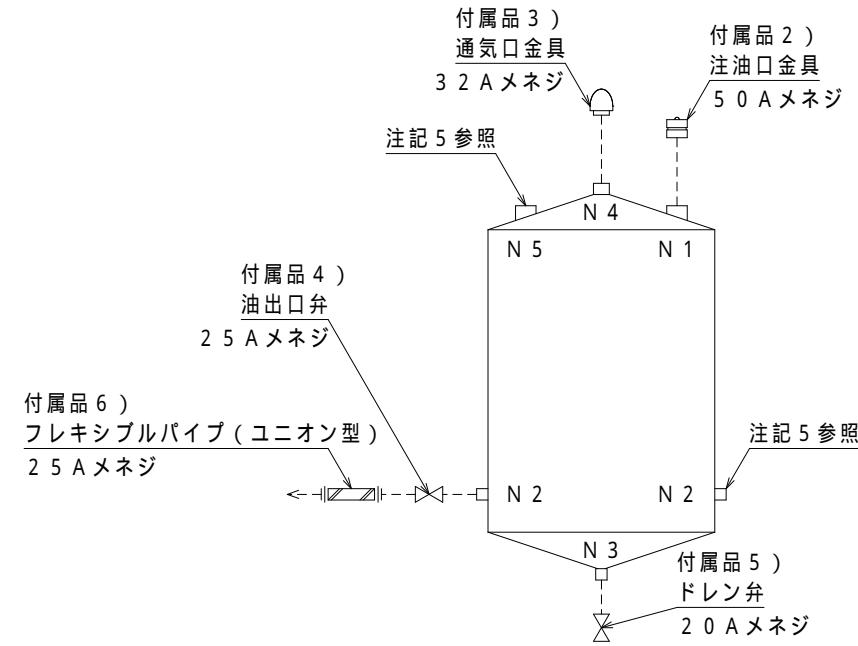 付属品３）
通気口金具
３２Ａメネジ
付属品２）
注油口金具
５０Ａメネジ
注記５参照
Ｎ４
Ｎ５
Ｎ１
付属品４）
油出口弁
２５Ａメネジ
付属品６）
フレキシブルパイプ（ユニオン型）
２５Ａメネジ
注記５参照
Ｎ２
Ｎ２
Ｎ３
付属品５）
ドレン弁
２０Ａメネジ